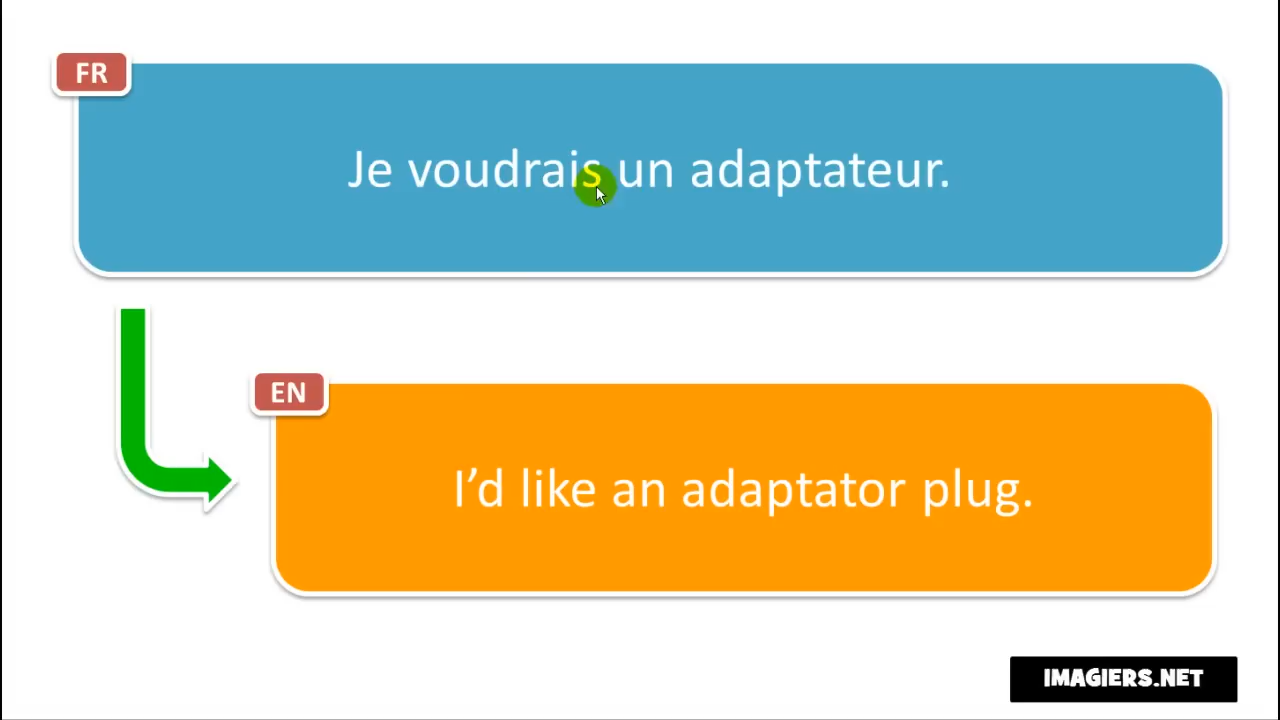 FR
Je voudrais un adaptateur.
EN
I’d like an adaptator plug.
IMAGIERS.NET